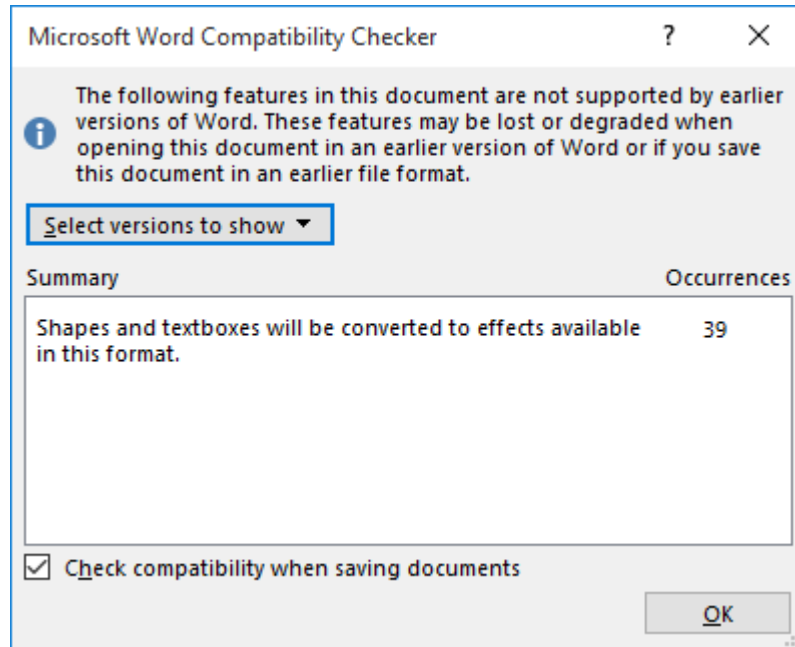 Microsoft Word Compatibility Checker ?
The following features in this document are not supported by earlier
versions of Word. These features may be lost or degraded when
opening this document in an earlier version of Word or if you save
this document in an earlier file format.
Select versions to show
Summary Occurrences
Shapes and textboxes will be converted to effects available 39
in this format.
Check compatibility when saving documents
OK